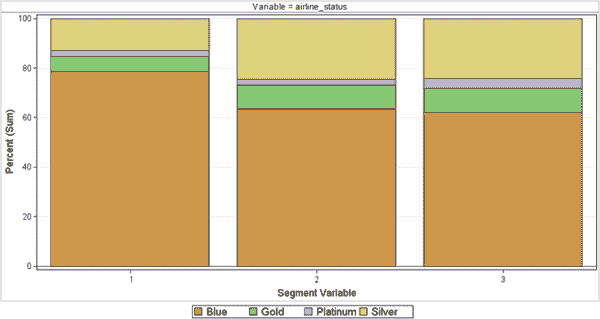 Variable = airline_status
100
80
60
40
20
0
Percent (Sum)
1 2 3
Segment Variable
Blue Gold Platinum Silver